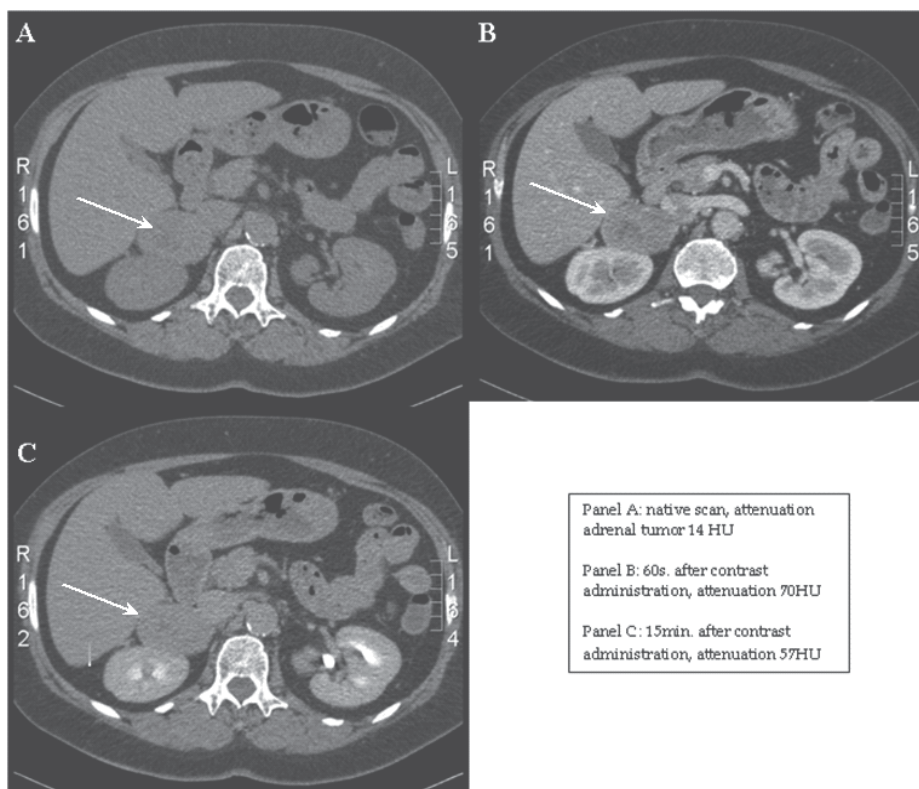 A
B
R
1
6
1
L
1
6
5
R
1
6
1
L
1
6
5
C
R
1
6
2
L
1
6
4
Panel A: native scan, attenuation
adrenal tumor 14 HU
Panel B: 60s. after contrast
administration, attenuation 70HU
Panel C: 15min. after contrast
administration, attenuation 57HU